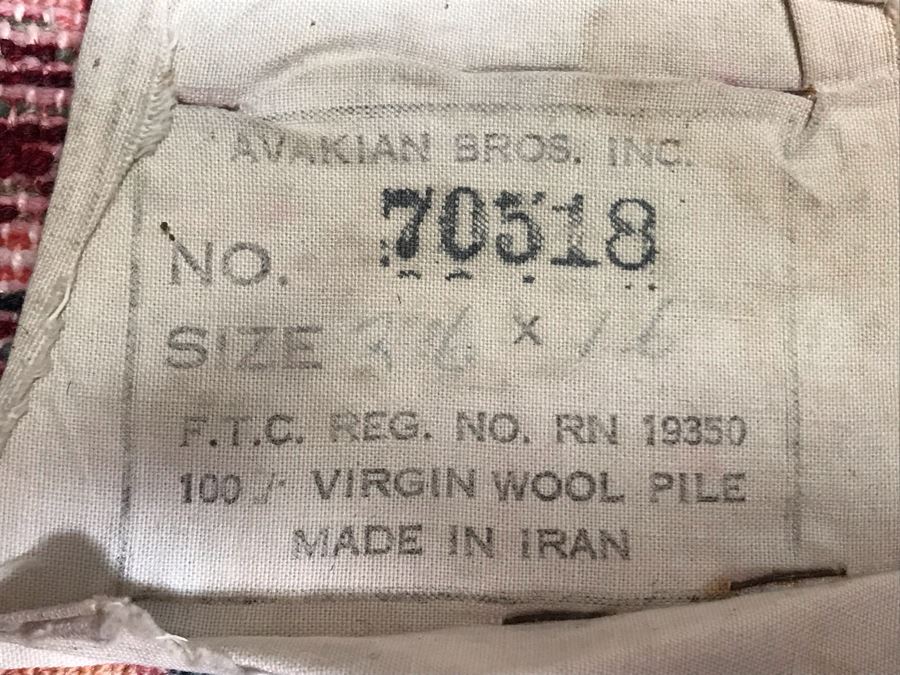 AVAKIAN BROS. INC.
NO. 70518
SIZE x
F.T.C. REG. NO. RN 19350
100 VIRGIN WOOL PILE
MADE IN IRAN